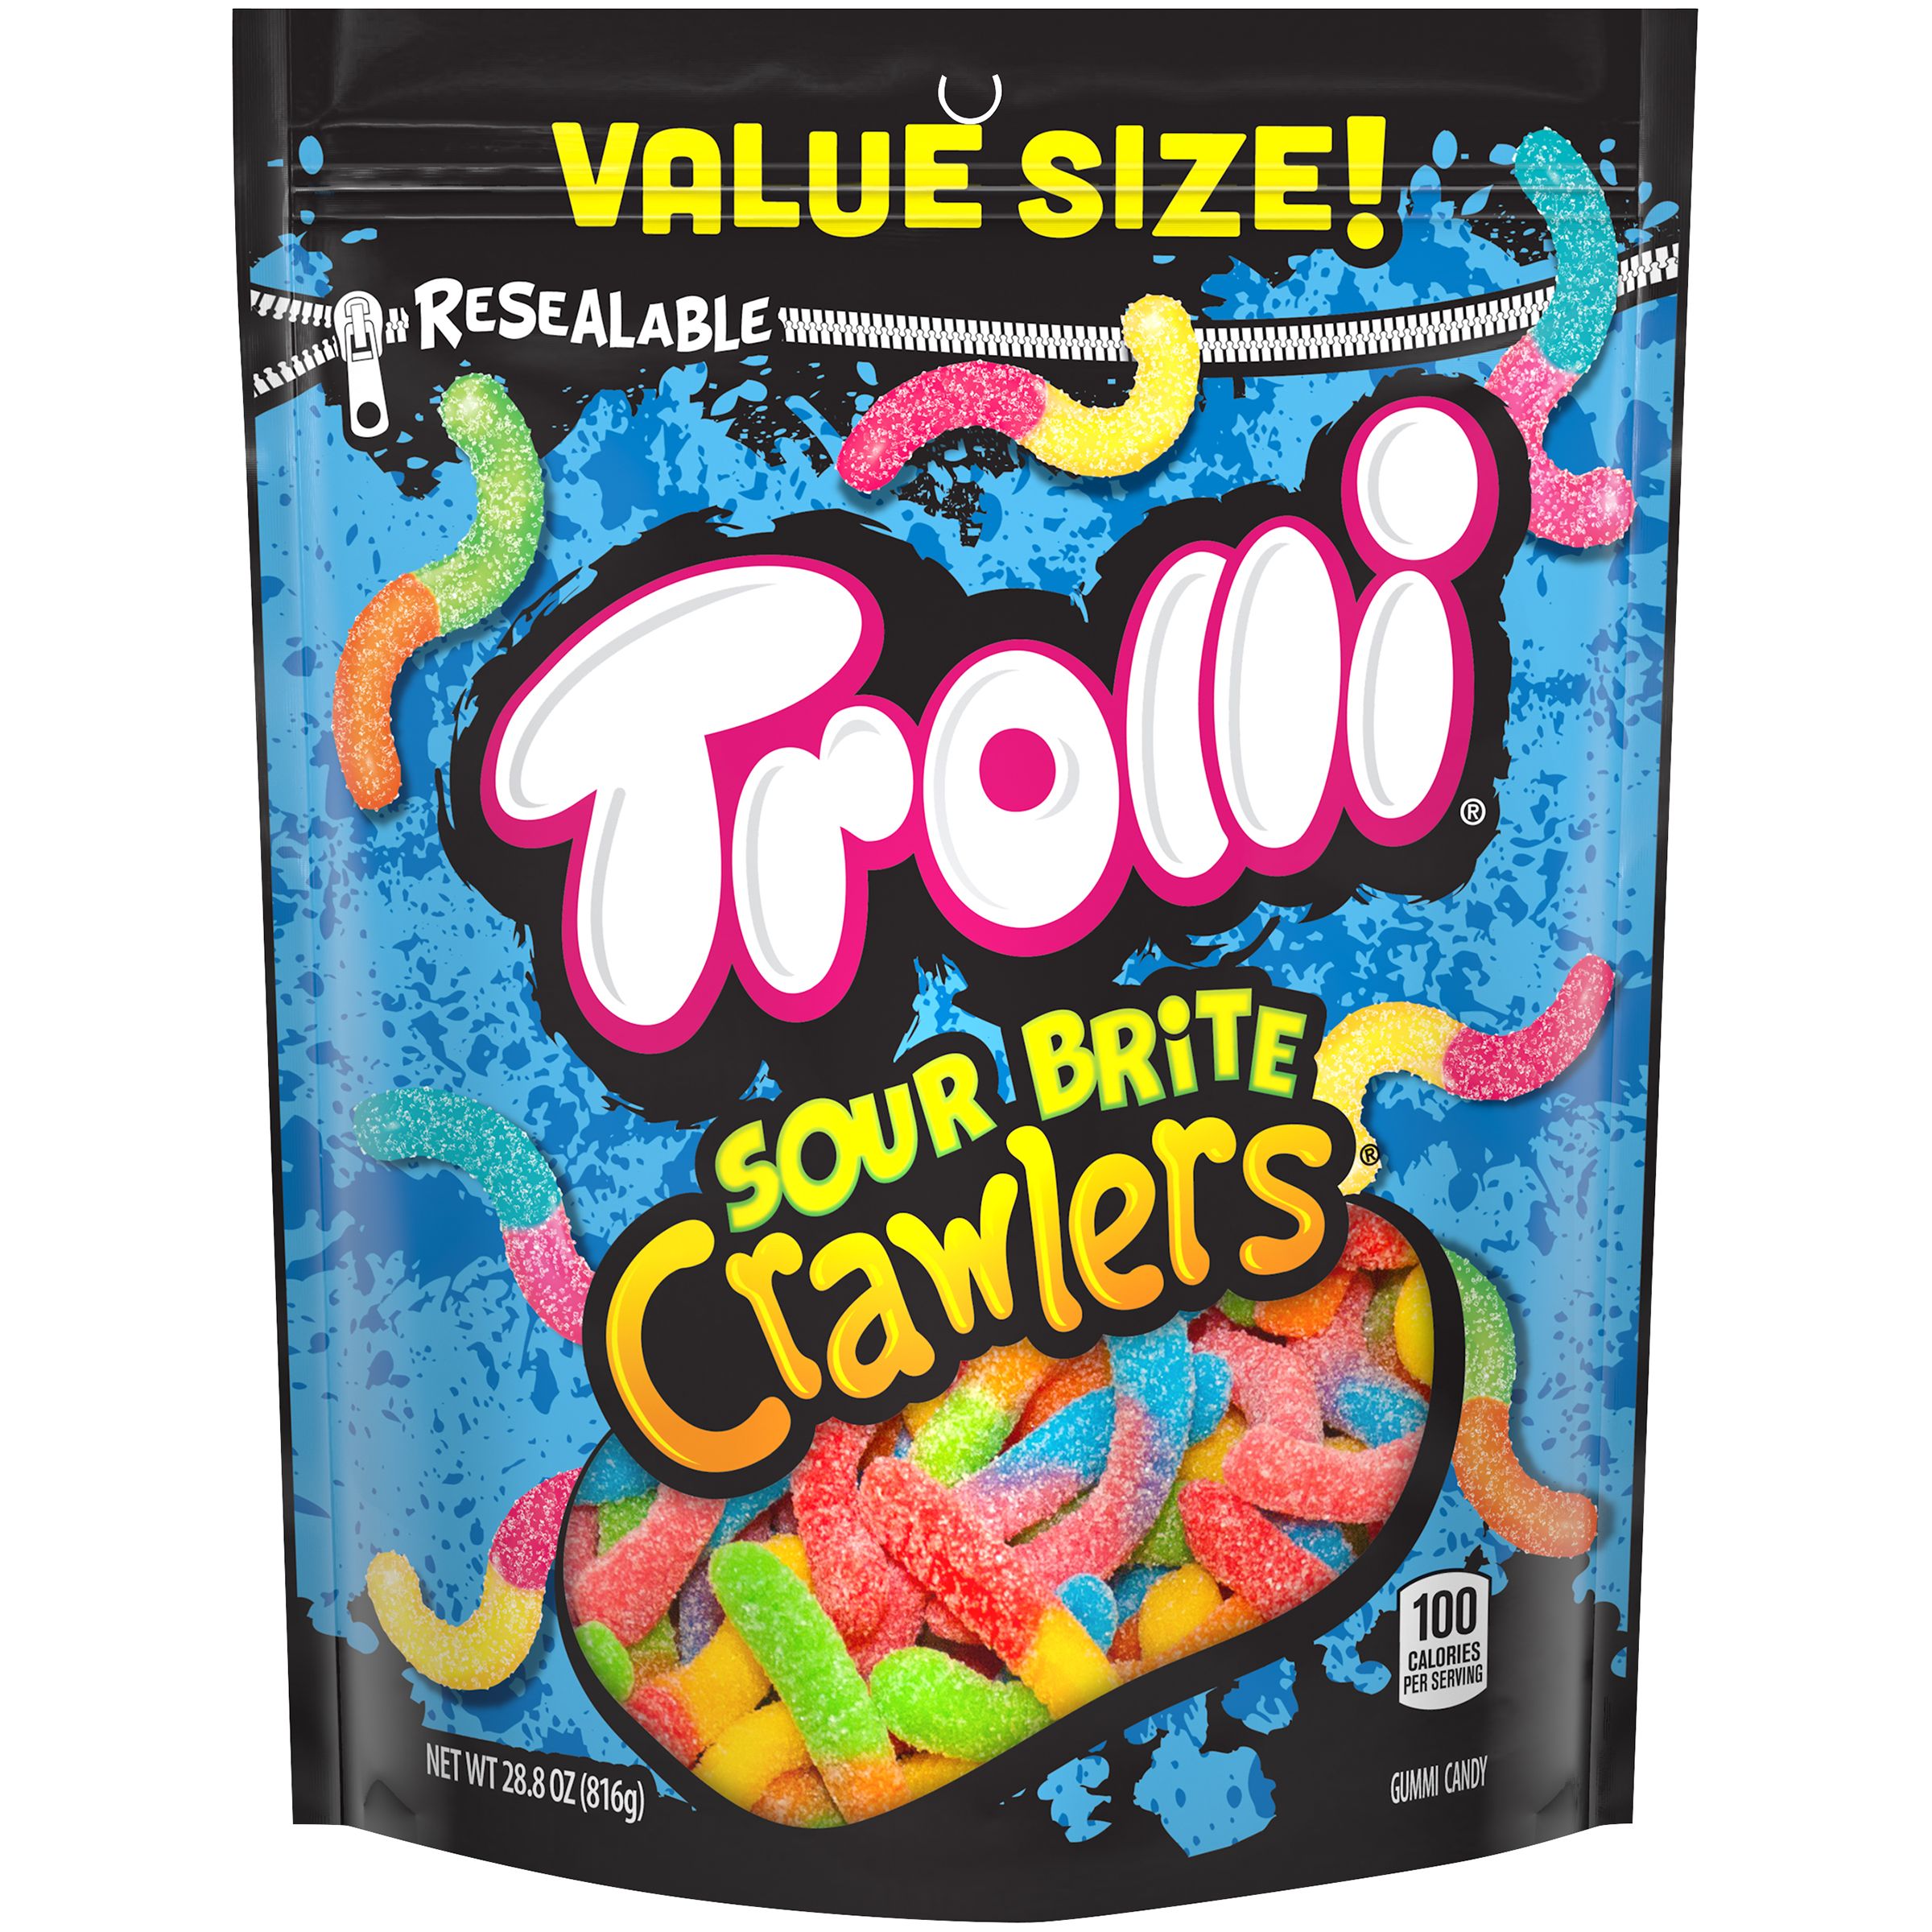 VALUE SIZE!
RESEALABLE
Trolli®
SOUR BRiTE
Crawlers®
100
CALORIES
PER SERVING
NET WT 28.8 OZ (816g)
GUMMI CANDY